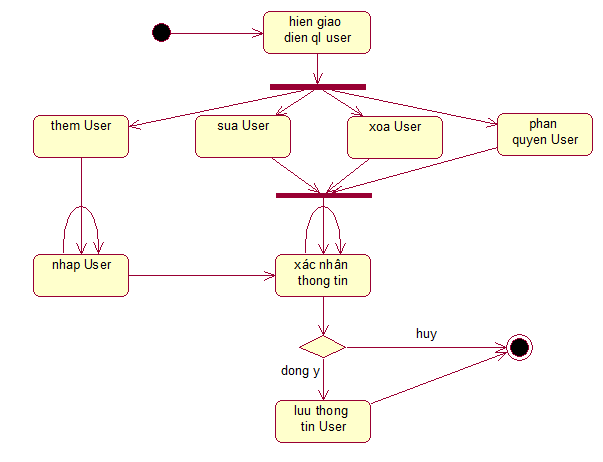 hien giao
dien ql user
them User
sua User
xoa User
phan
quyen User
nhap User
xác nhân
thong tin
huy
dong y
luu thong
tin User